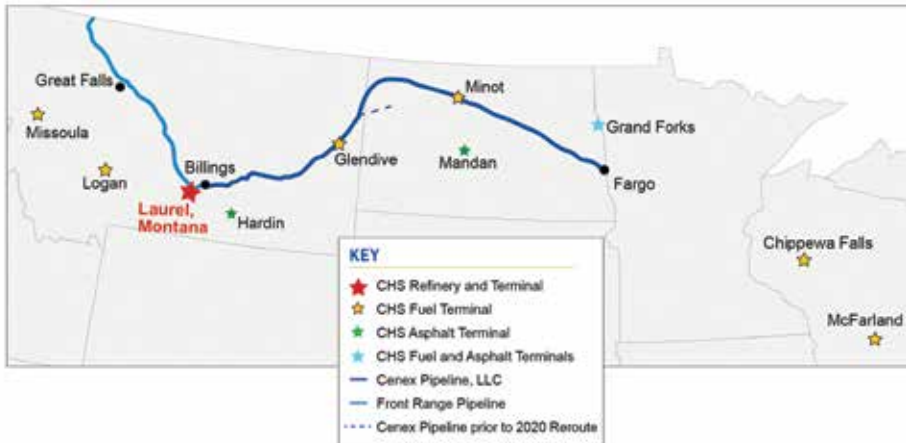 Great Falls
Missoula
Logan
Billings
Laurel,
Montana
Hardin
Glendive
Minot
Mandan
Grand Forks
Fargo
Chippewa Falls
McFarland
KEY
CHS Refinery and Terminal
CHS Fuel Terminal
CHS Asphalt Terminal
CHS Fuel and Asphalt Terminals
Cenex Pipeline, LLC
Front Range Pipeline
Cenex Pipeline prior to 2020 Reroute